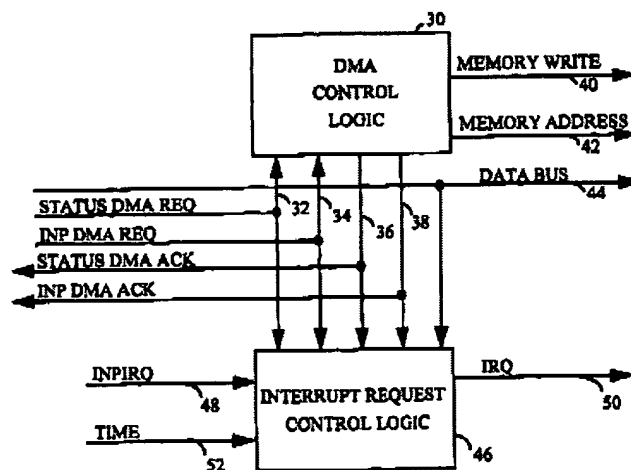 30
DMA
CONTROL
LOGIC
MEMORY WRITE
40
MEMORY ADDRESS
42
DATA BUS
44
STATUS DMA REQ
32
34
36
38
INP DMA REQ
STATUS DMA ACK
INP DMA ACK
INPIRQ
48
INTERRUPT REQUEST
CONTROL LOGIC
IRQ
50
TIME
52
46